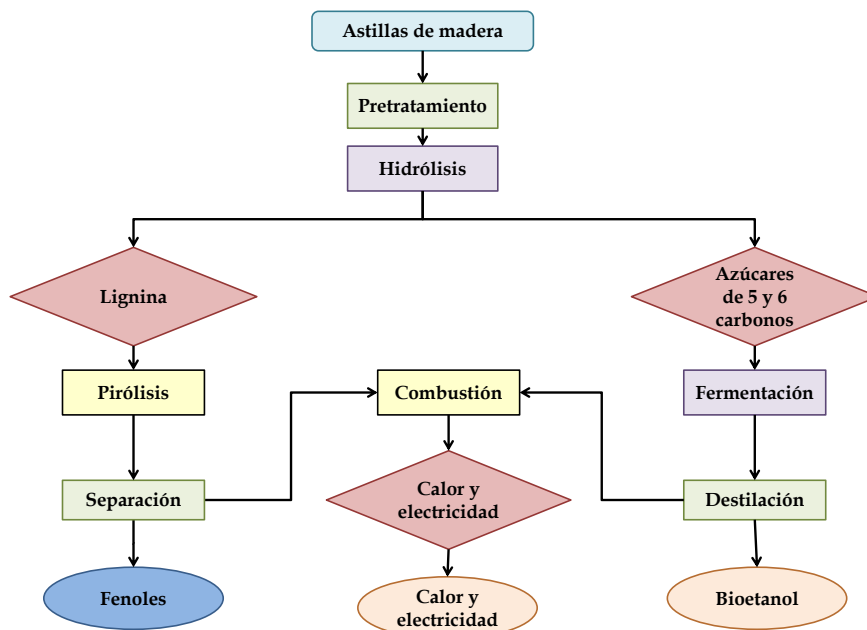 Astillas de madera
Pretratamiento
Hidrólisis
Lignina
Azúcares
de 5 y 6
carbonos
Pirólisis
Combustión
Fermentación
Separación
Calor y
electricidad
Destilación
Fenoles
Calor y
electricidad
Bioetanol